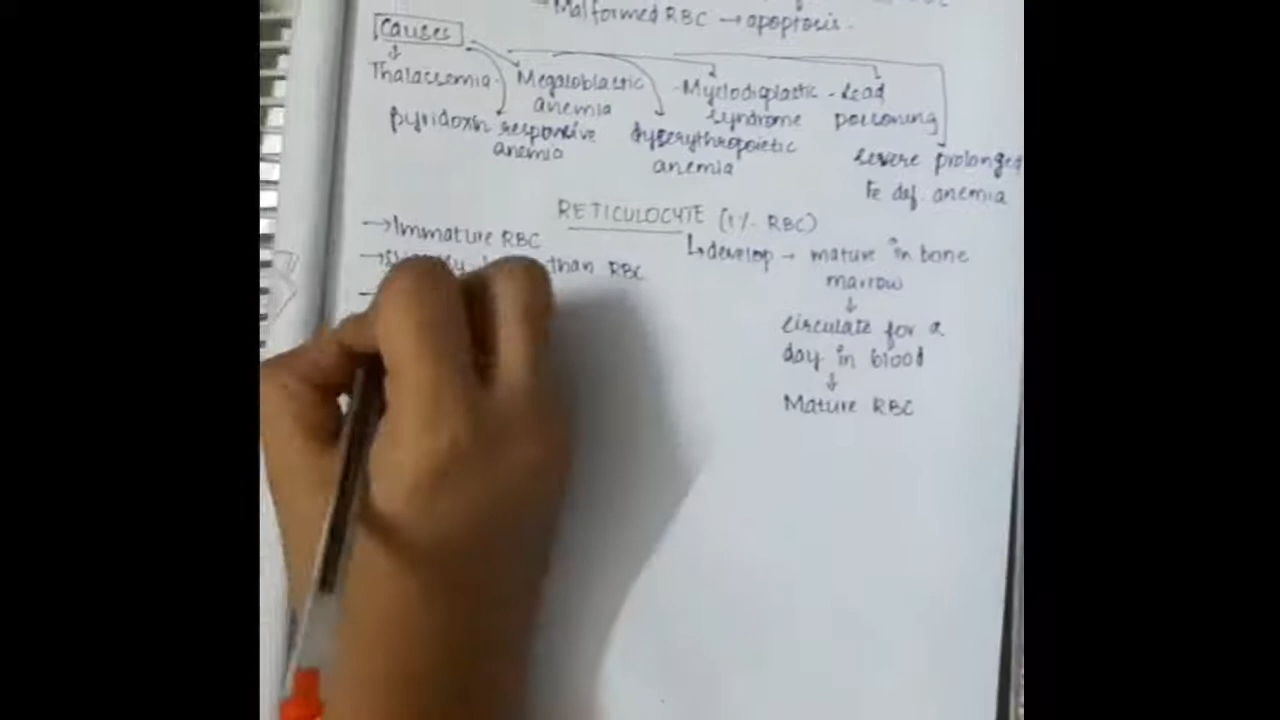 Malformed RBC → apoptosis.
Causes
Thalassemia
Megaloblastic anemia
Myelodisplastic syndrome
- Lead poisoning
pyridoxin responsive anemia
dyserythropoietic anemia
severe prolonged
Fe def. anemia
RETICULOCYTE (1% RBC)
→ Immature RBC
↳ develop → mature in bone
marrow
than RBC
↓
circulate for a
day in blood
↓
Mature RBC